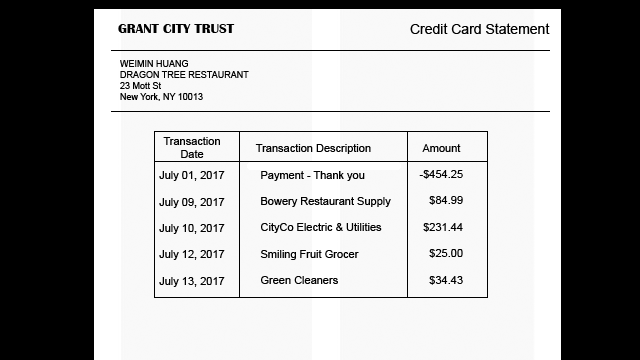 GRANT CITY TRUST Credit Card Statement
WEIMIN HUANG
DRAGON TREE RESTAURANT
23 Mott St
New York, NY 10013
Transaction Date Transaction Description Amount
July 01, 2017 Payment - Thank you -$454.25
July 09, 2017 Bowery Restaurant Supply $84.99
July 10, 2017 CityCo Electric & Utilities $231.44
July 12, 2017 Smiling Fruit Grocer $25.00
July 13, 2017 Green Cleaners $34.43